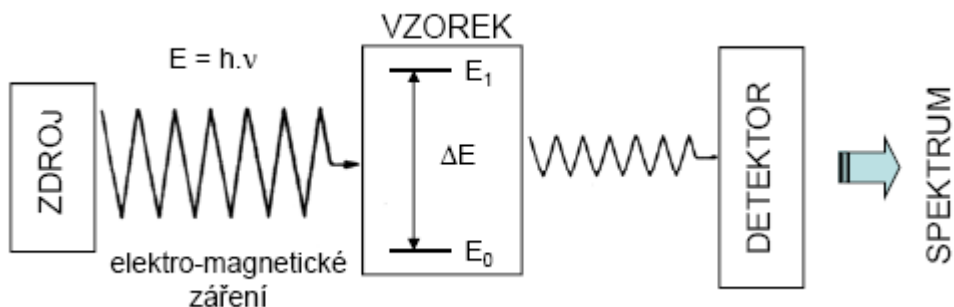 ZDROJ
E = h.ν
elektro-magnetické
záření
VZOREK
E₁
ΔE
E₀
DETEKTOR
SPEKTRUM